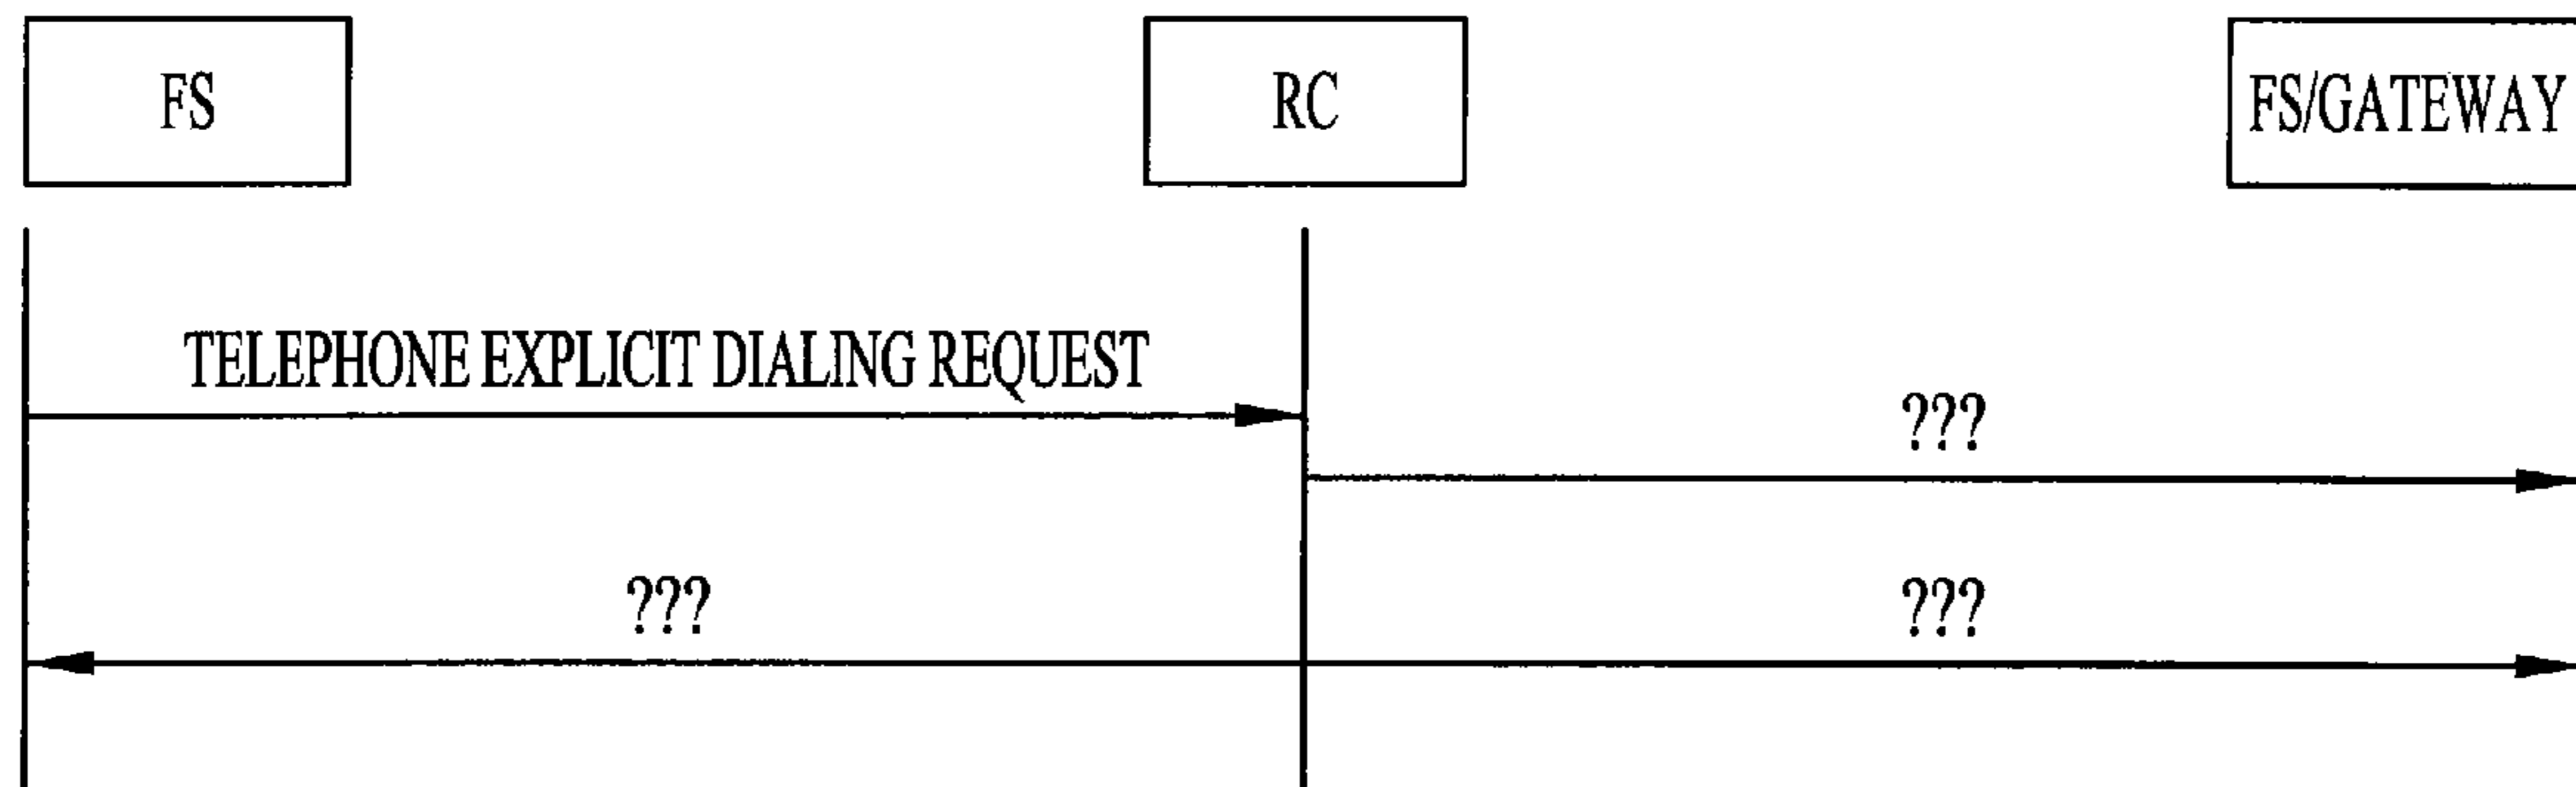 FS
RC
FS/GATEWAY
TELEPHONE EXPLICIT DIALING REQUEST
???
???
???